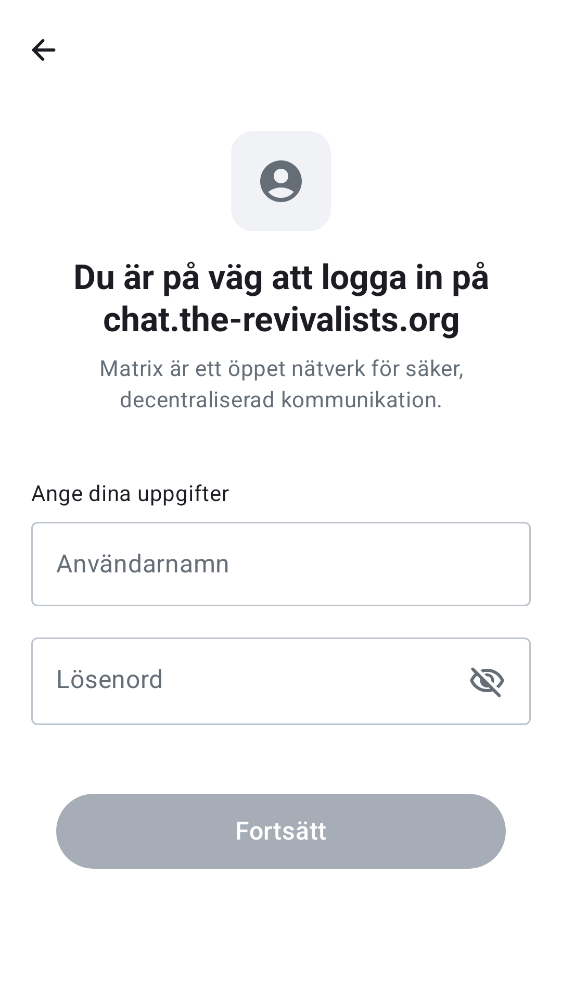 Du är på väg att logga in på
chat.the-revivalists.org
Matrix är ett öppet nätverk för säker,
decentraliserad kommunikation.
Ange dina uppgifter
Användarnamn
Lösenord
Fortsätt